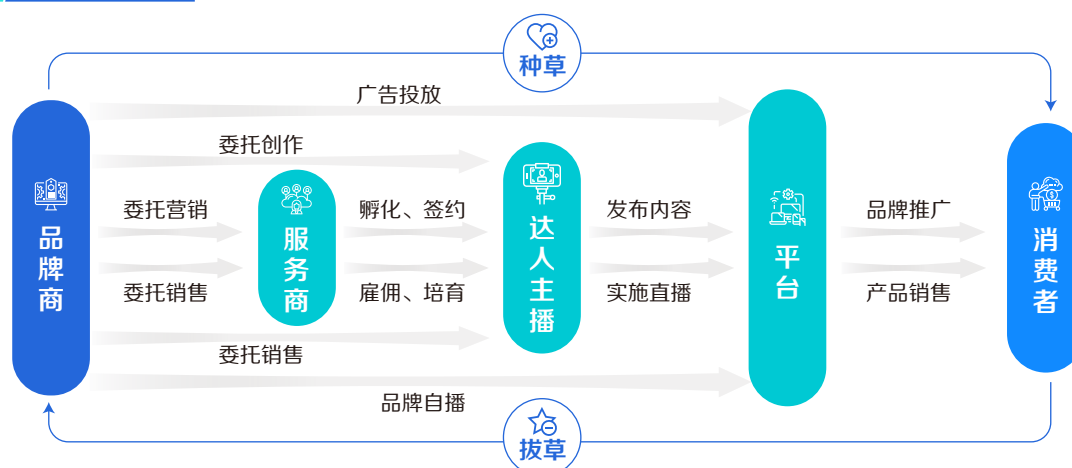 种草
广告投放
委托创作
品牌商
委托营销
委托销售
服务商
孵化、签约
雇佣、培育
达人主播
发布内容
实施直播
平台
品牌推广
产品销售
消费者
委托销售
品牌自播
拔草